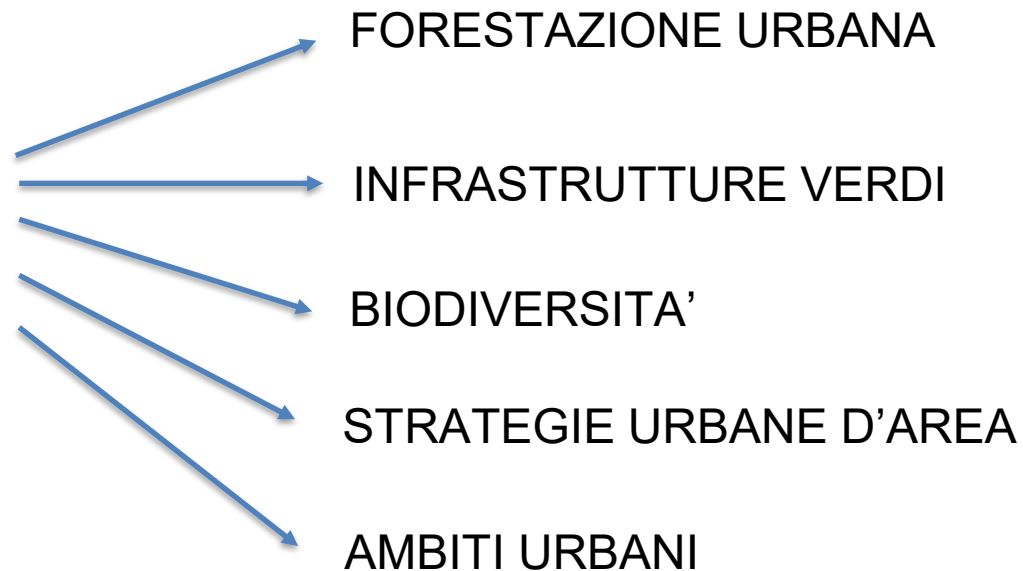 FORESTAZIONE URBANA
INFRASTRUTTURE VERDI
BIODIVERSITA’
STRATEGIE URBANE D’AREA
AMBITI URBANI